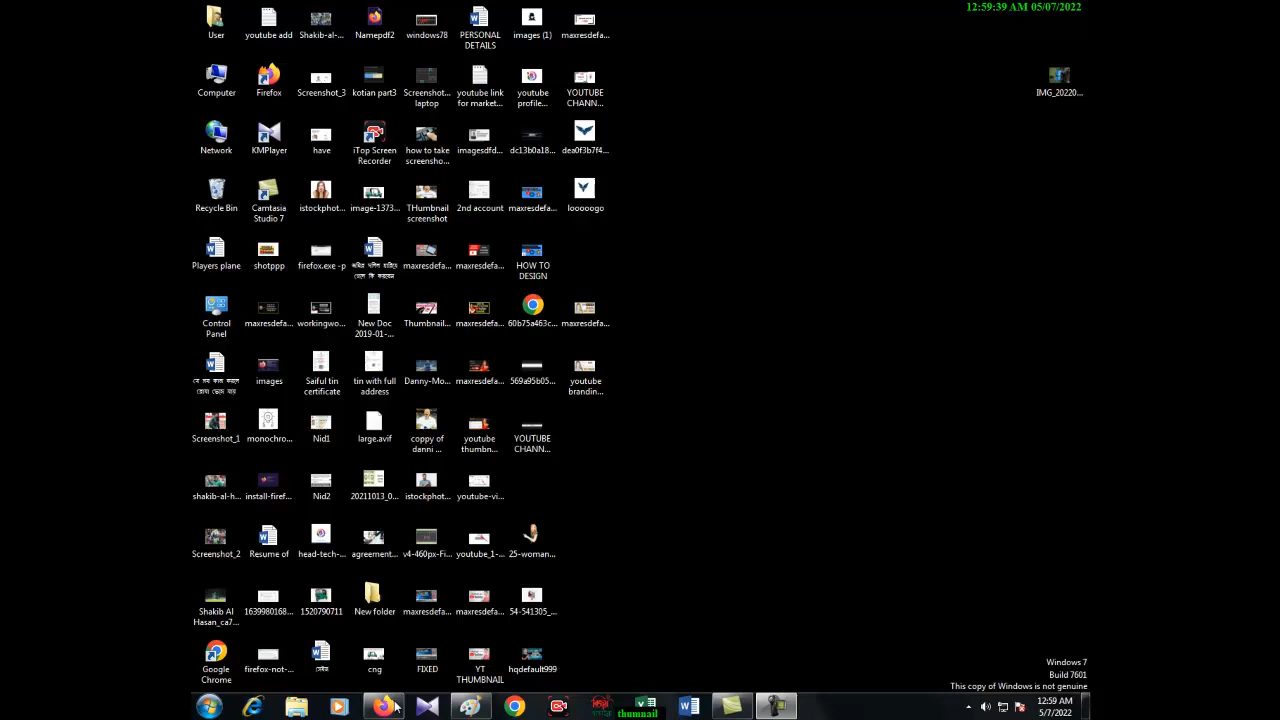 12:59:39 AM 05/07/2022
User
youtube add
Shakib-al-...
Namepdf2
windows78
PERSONAL
DETAILS
images (1)
maxresdefa...
Computer
Firefox
Screenshot_3
kotian part3
Screenshot...
laptop
youtube link
for market...
youtube
profile...
YOUTUBE
CHANN...
IMG_20220...
Network
KMPlayer
have
iTop Screen
Recorder
how to take
screensho...
imagesdfd...
dc13b0a18...
dea0f3b7f4...
Recycle Bin
Camtasia
Studio 7
istockphot...
image-1373...
THumbnail
screenshot
2nd account
maxresdefa...
looooogo
Players plane
shotppp
firefox.exe -p
maxresdefa...
maxresdefa...
HOW TO
DESIGN
Control
Panel
maxresdefa...
workingwo...
New Doc
2019-01-...
Thumbnail...
maxresdefa...
60b75a463c...
maxresdefa...
images
Saiful tin
certificate
tin with full
address
Danny-Mo...
maxresdefa...
569a95b05...
youtube
brandin...
Screenshot_1
monochro...
Nid1
large.avif
coppy of
danni ...
youtube
thumbn...
YOUTUBE
CHANN...
shakib-al-h...
install-firef...
Nid2
20211013_0...
istockphot...
youtube-vi...
Screenshot_2
Resume of
head-tech-...
agreement...
v4-460px-Fi...
youtube_1-...
25-woman...
Shakib Al
Hasan_ca7...
1639980168...
1520790711
New folder
maxresdefa...
maxresdefa...
54-541305_...
Google
Chrome
firefox-not-...
cng
FIXED
YT
THUMBNAIL
hqdefault999
Windows 7
Build 7601
This copy of Windows is not genuine
thumnail
12:59 AM
5/7/2022